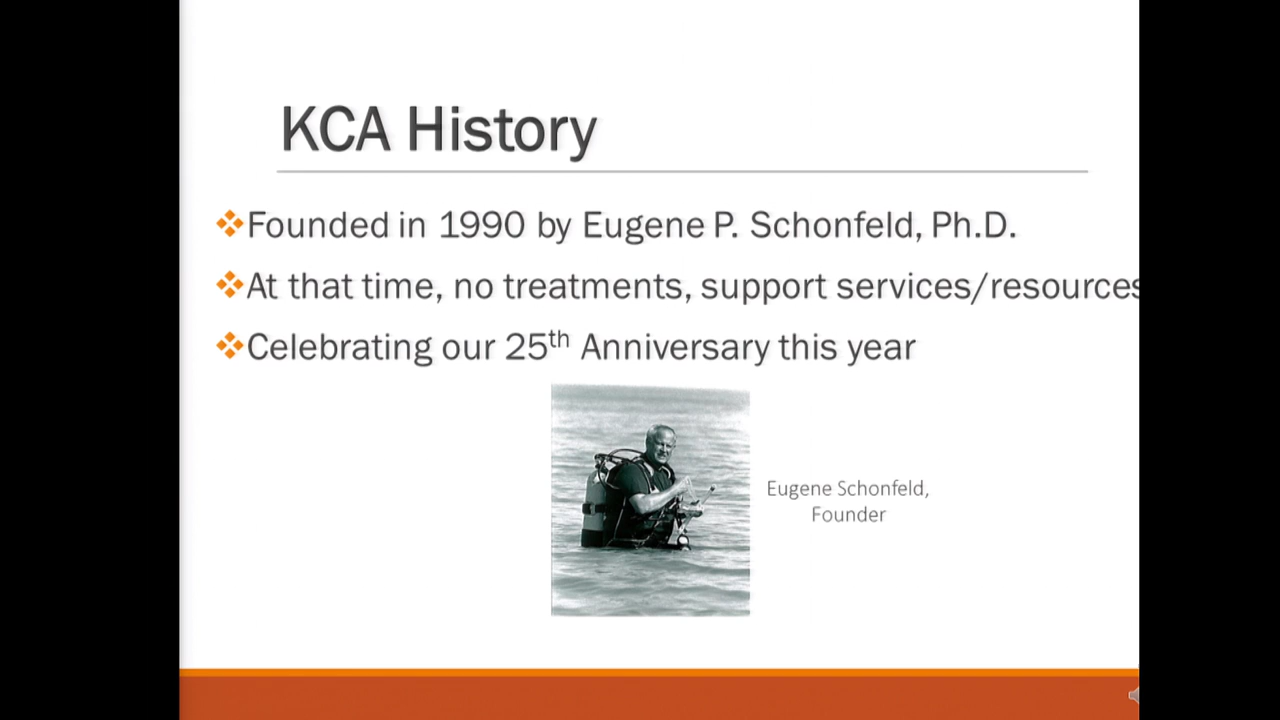 KCA History
Founded in 1990 by Eugene P. Schonfeld, Ph.D.
At that time, no treatments, support services/resources
Celebrating our 25th Anniversary this year
Eugene Schonfeld,
Founder